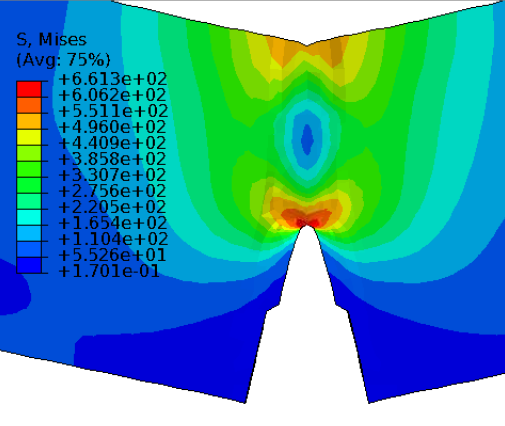 S, Mises
(Avg: 75%)
+6.613e+02
+6.062e+02
+5.511e+02
+4.960e+02
+4.409e+02
+3.858e+02
+3.307e+02
+2.756e+02
+2.205e+02
+1.654e+02
+1.104e+02
+5.526e+01
+1.701e-01